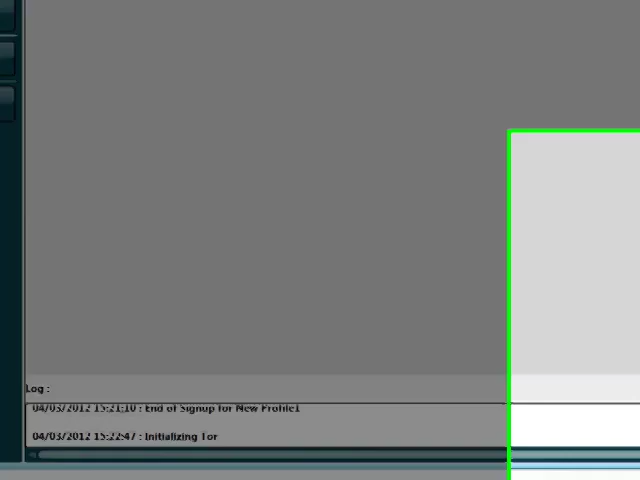 Log :
04/03/2012 15:21:10 : End of Signup for New Profile1
04/03/2012 15:22:47 : Initializing Tor